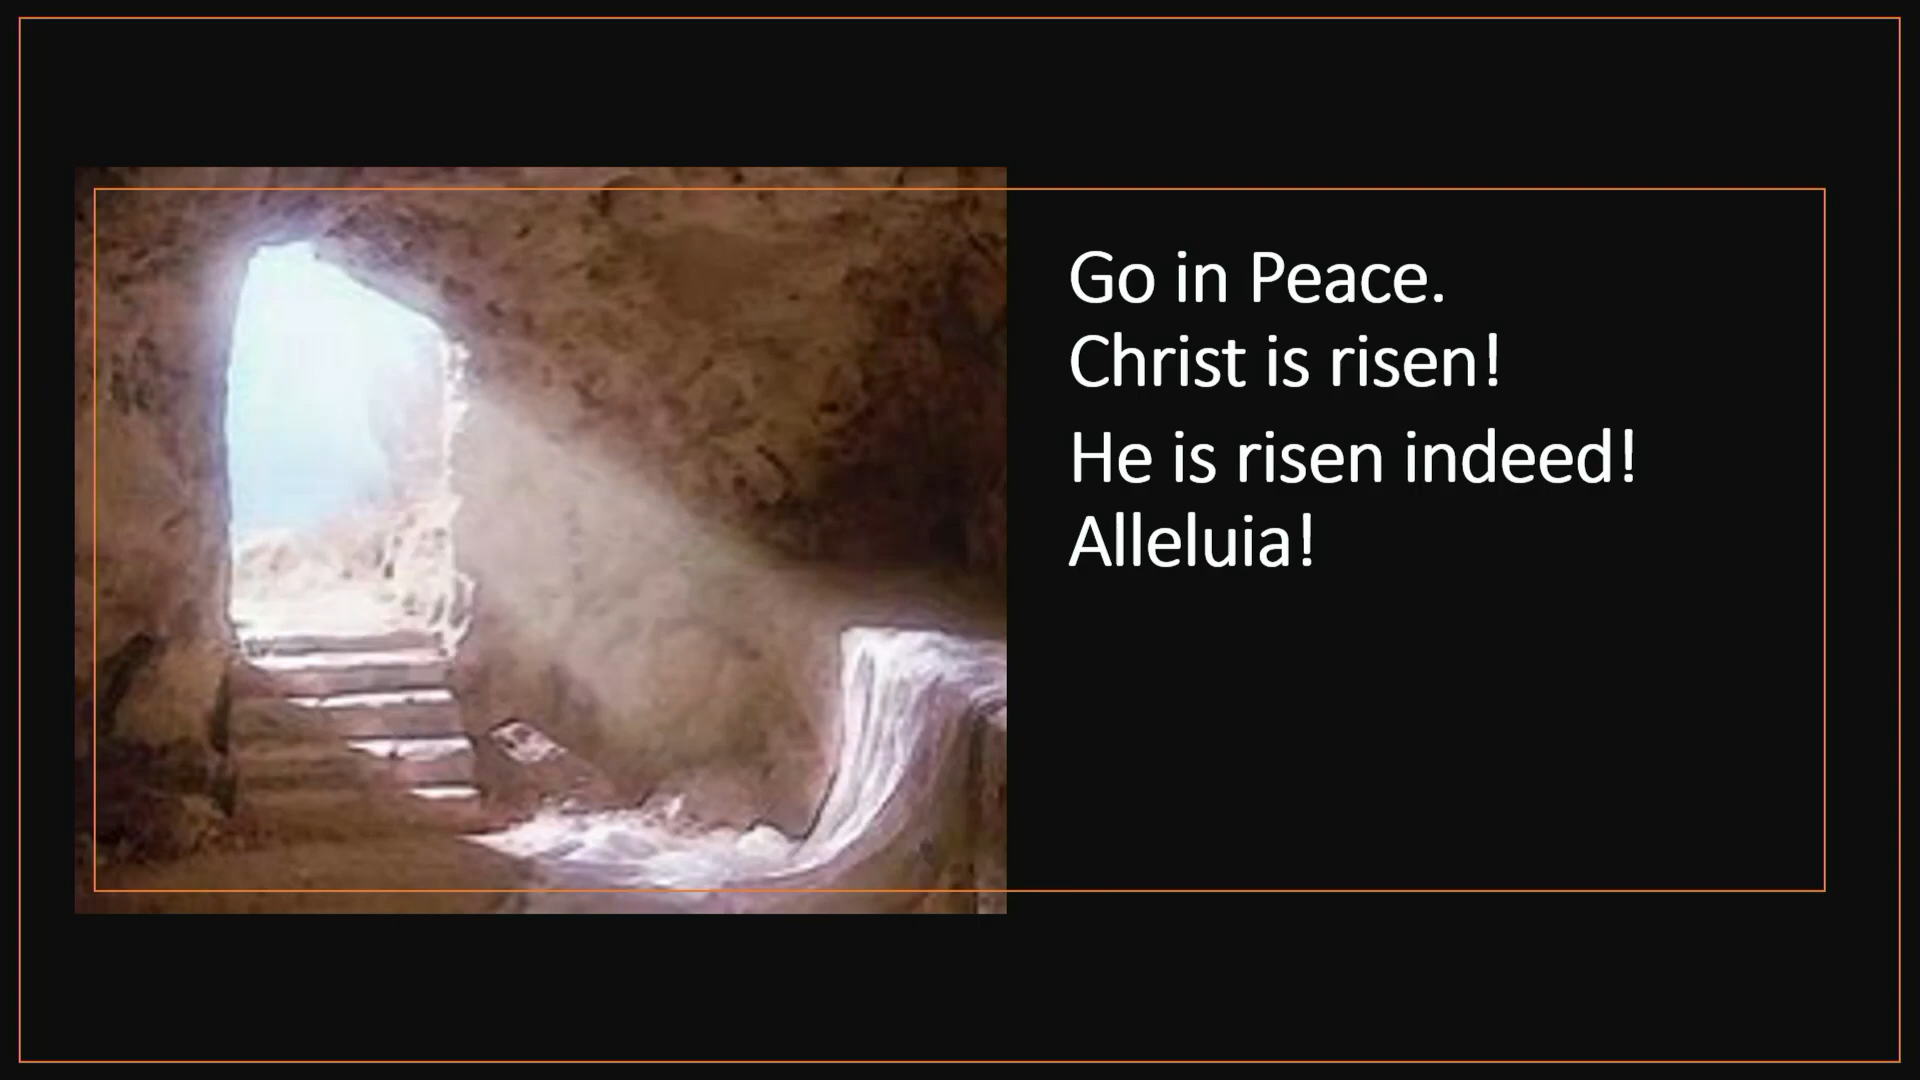 Go in Peace.
Christ is risen!
He is risen indeed!
Alleluia!